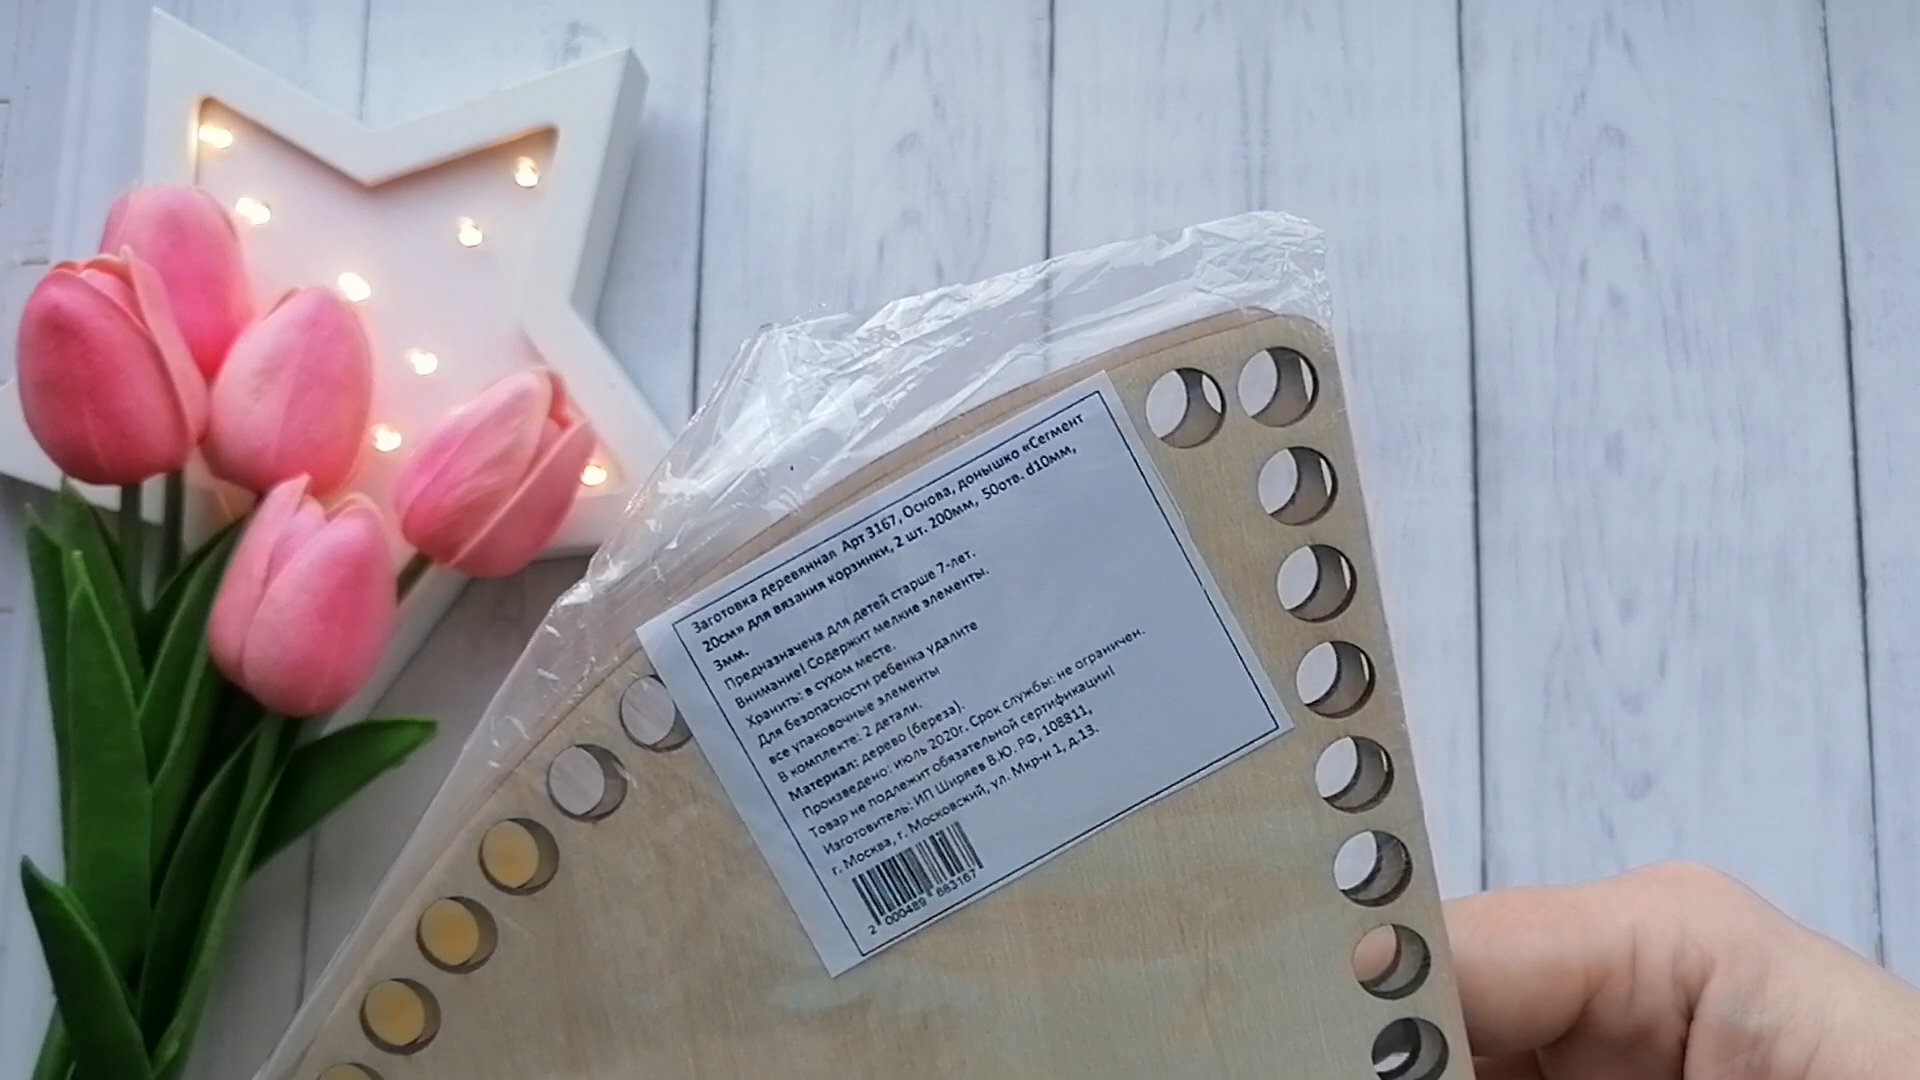 Заготовка деревянная Арт 3167, Основа, донышко «Сегмент
20см» для вязания корзинки, 2 шт. 200мм, 50отв. d10мм,
3мм.
Предназначена для детей старше 7-лет.
Внимание! Содержит мелкие элементы.
Хранить: в сухом месте.
Для безопасности ребенка удалите
все упаковочные элементы
В комплекте: 2 детали.
Материал: дерево (береза).
Произведено: июль 2020г. Срок службы: не ограничен.
Товар не подлежит обязательной сертификации!
Изготовитель: ИП Ширяев В.Ю. РФ, 108811,
г. Москва, г. Московский, ул. Мкр-н 1, д.13.
2 000489 683167